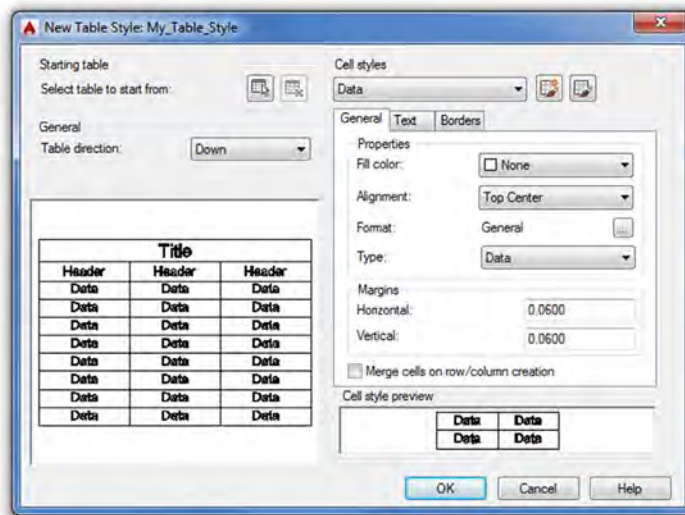 New Table Style: My_Table_Style
Starting table
Select table to start from:
General
Table direction: Down
Title
Header Header Header
Data Data Data
Data Data Data
Data Data Data
Data Data Data
Data Data Data
Data Data Data
Data Data Data
Data Data Data
Cell styles
Data
General Text Borders
Properties
Fill color: None
Alignment: Top Center
Format: General ...
Type: Data
Margins
Horizontal: 0.0600
Vertical: 0.0600
Merge cells on row/column creation
Cell style preview
Data Data
Data Data
OK Cancel Help